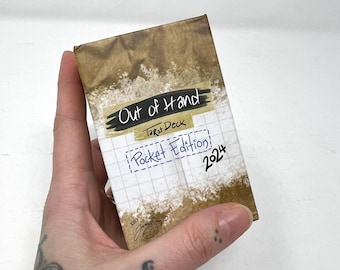 Out of Hand
Tarot Deck
Pocket Edition
2024